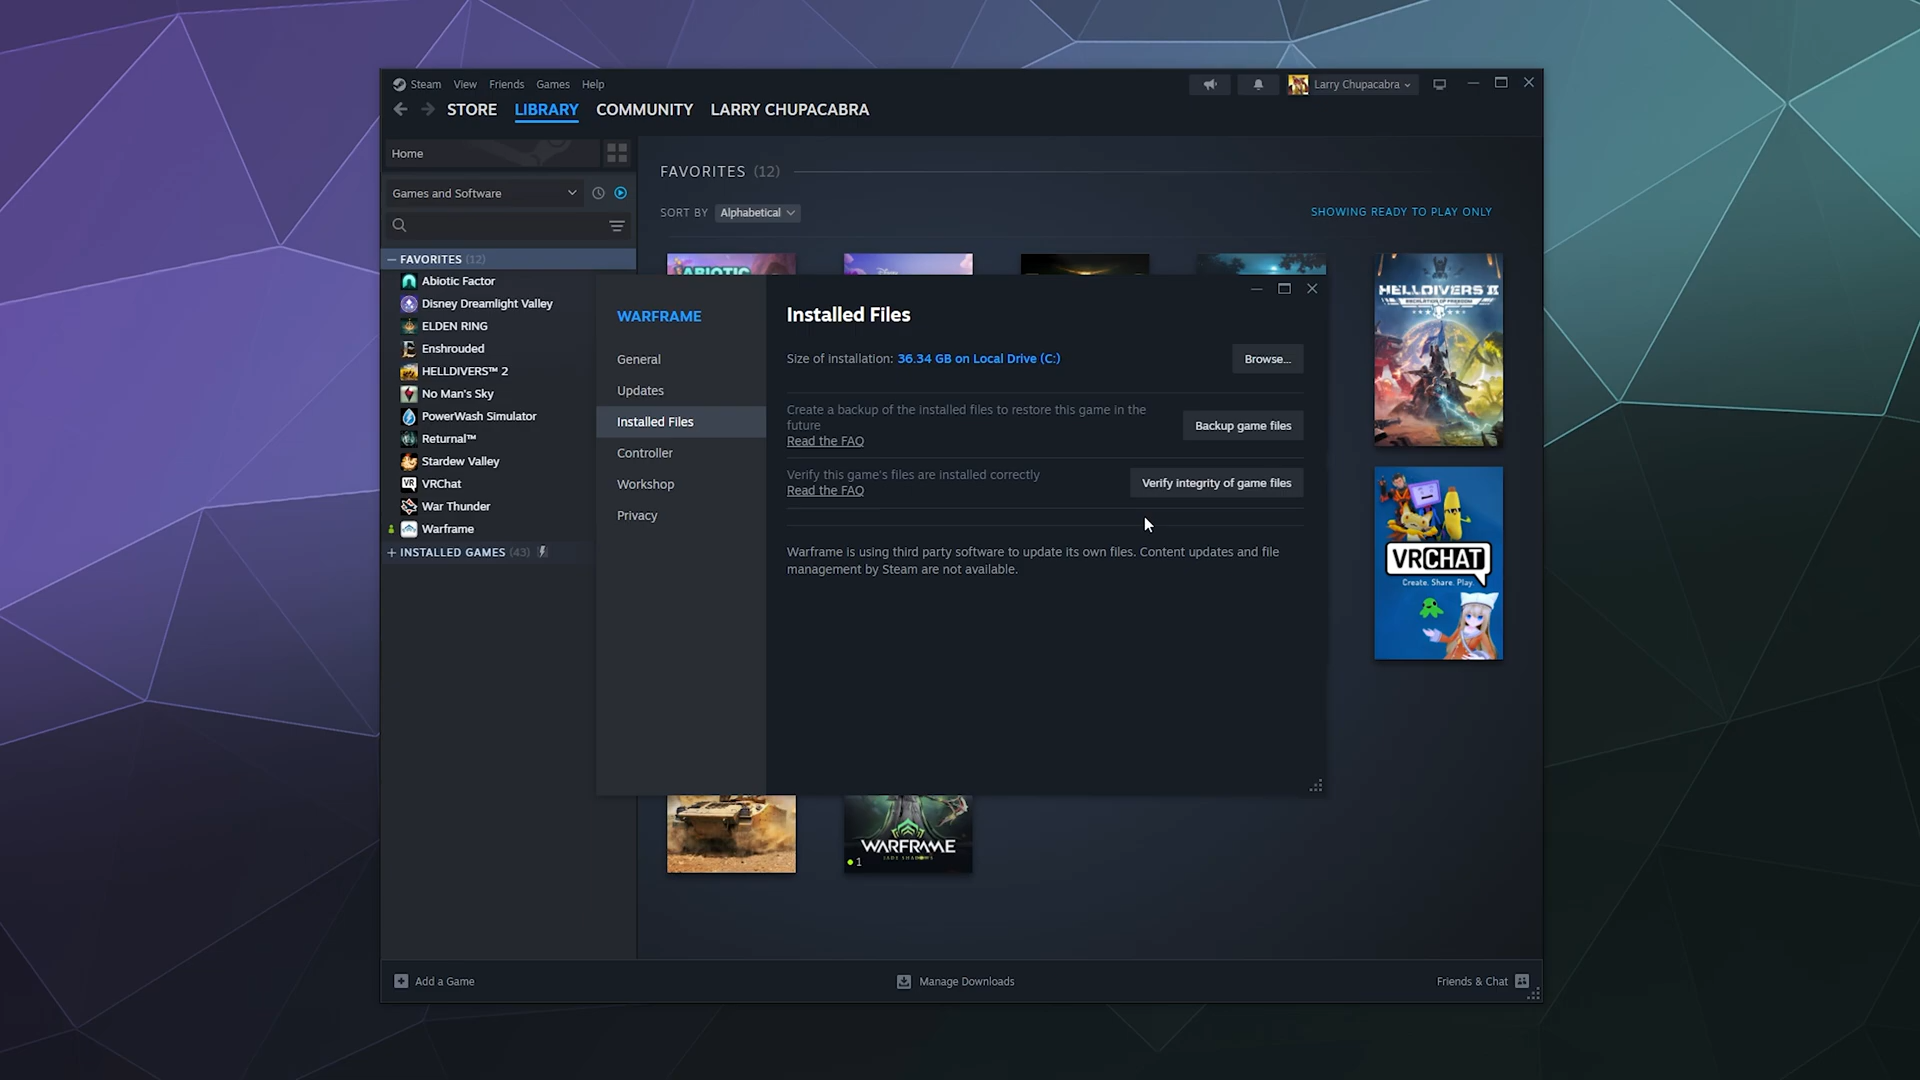 Steam View Friends Games Help
Larry Chupacabra
STORE LIBRARY COMMUNITY LARRY CHUPACABRA
Home
Games and Software
FAVORITES (12)
Abiotic Factor
Disney Dreamlight Valley
ELDEN RING
Enshrouded
HELLDIVERS™ 2
No Man's Sky
PowerWash Simulator
Returnal™
Stardew Valley
VRChat
War Thunder
Warframe
INSTALLED GAMES (43)
FAVORITES (12)
SORT BY Alphabetical
SHOWING READY TO PLAY ONLY
ABIOTIC
HELLDIVERS II
ESCALATION OF FREEDOM
VRCHAT
Create. Share. Play.
WARFRAME
JADE SHADOWS
1
WARFRAME
General
Updates
Installed Files
Controller
Workshop
Privacy
Installed Files
Size of installation: 36.34 GB on Local Drive (C:)
Browse...
Create a backup of the installed files to restore this game in the
future
Read the FAQ
Backup game files
Verify this game's files are installed correctly
Read the FAQ
Verify integrity of game files
Warframe is using third party software to update its own files. Content updates and file
management by Steam are not available.
Add a Game
Manage Downloads
Friends & Chat